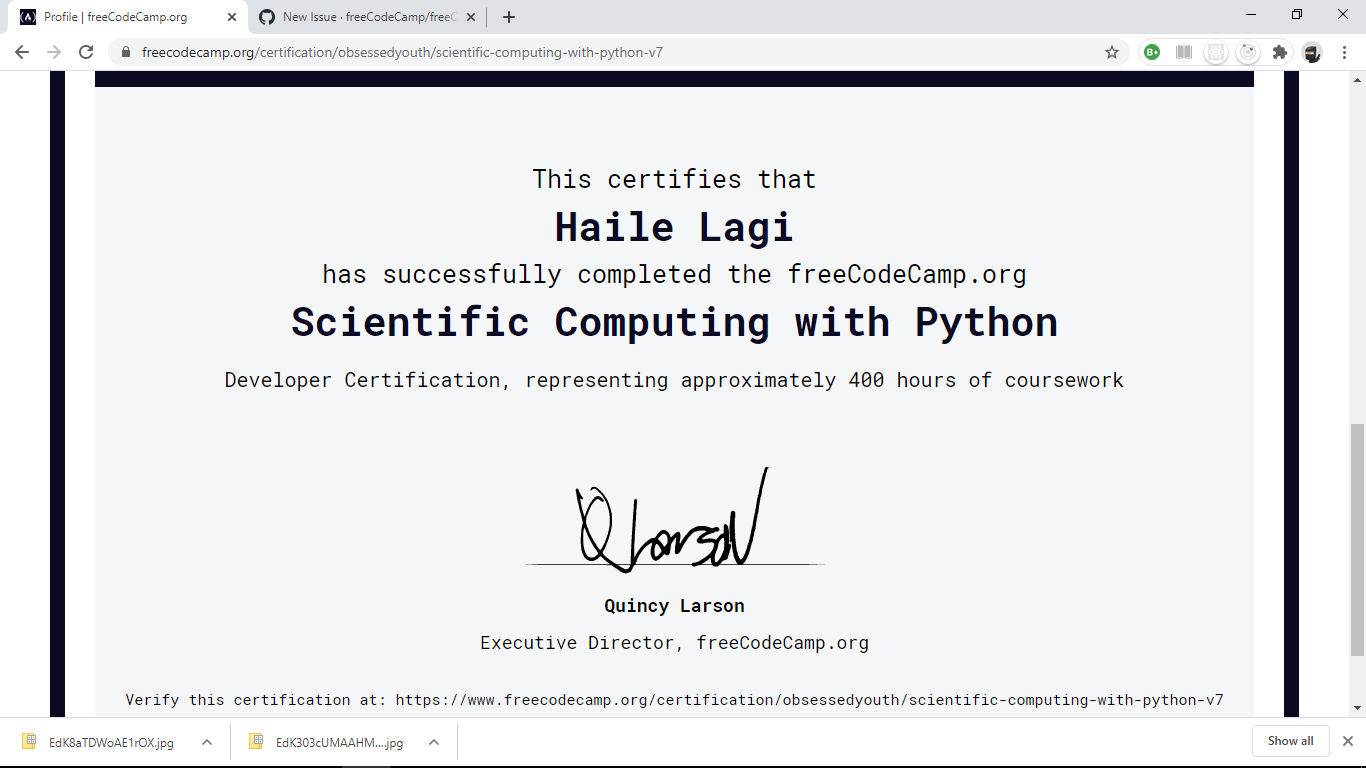 Profile | freeCodeCamp.org
New Issue · freeCodeCamp/freeC
freecodecamp.org/certification/obsessedyouth/scientific-computing-with-python-v7
B+
This certifies that
Haile Lagi
has successfully completed the freeCodeCamp.org
Scientific Computing with Python
Developer Certification, representing approximately 400 hours of coursework
Q Larson
Quincy Larson
Executive Director, freeCodeCamp.org
Verify this certification at: https://www.freecodecamp.org/certification/obsessedyouth/scientific-computing-with-python-v7
EdK8aTDWoAE1rOX.jpg
EdK303cUMAAHM....jpg
Show all